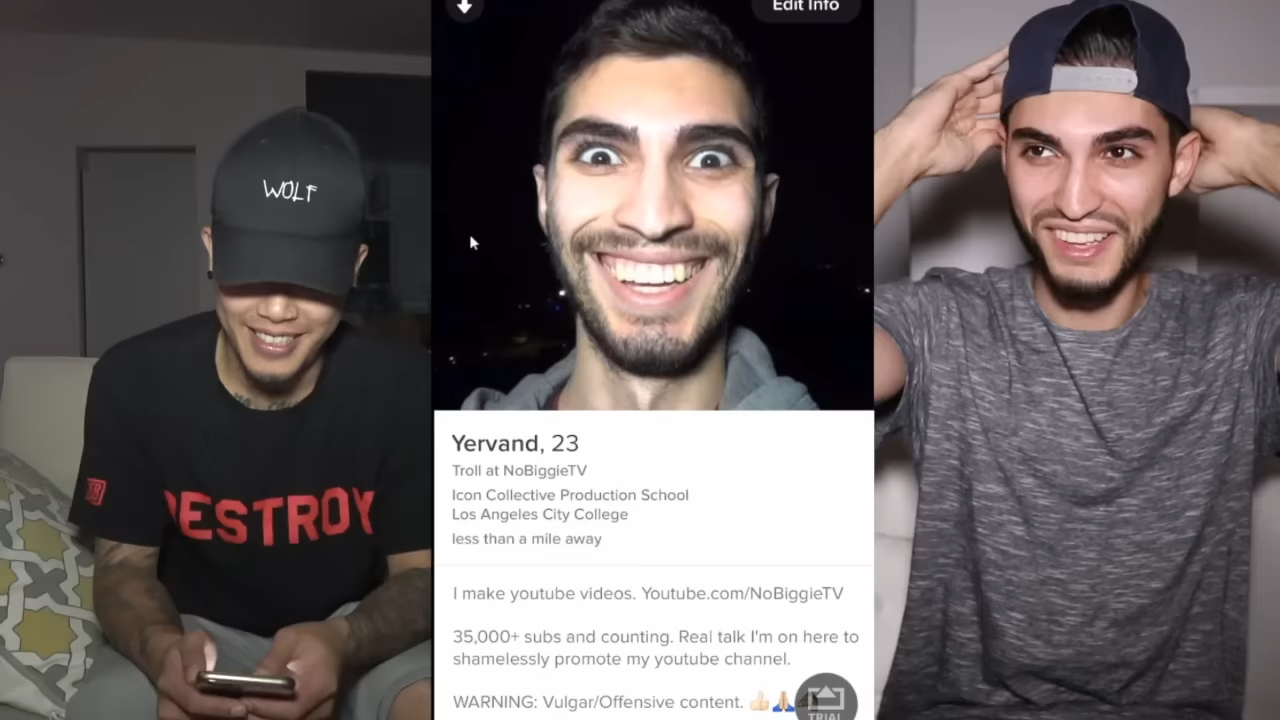 Edit Info
WOLF
DESTROY
Yervand, 23
Troll at NoBiggieTV
Icon Collective Production School
Los Angeles City College
less than a mile away
I make youtube videos. Youtube.com/NoBiggieTV
35,000+ subs and counting. Real talk I'm on here to
shamelessly promote my youtube channel.
WARNING: Vulgar/Offensive content. 👍🏻🙏🏼
TRIAL